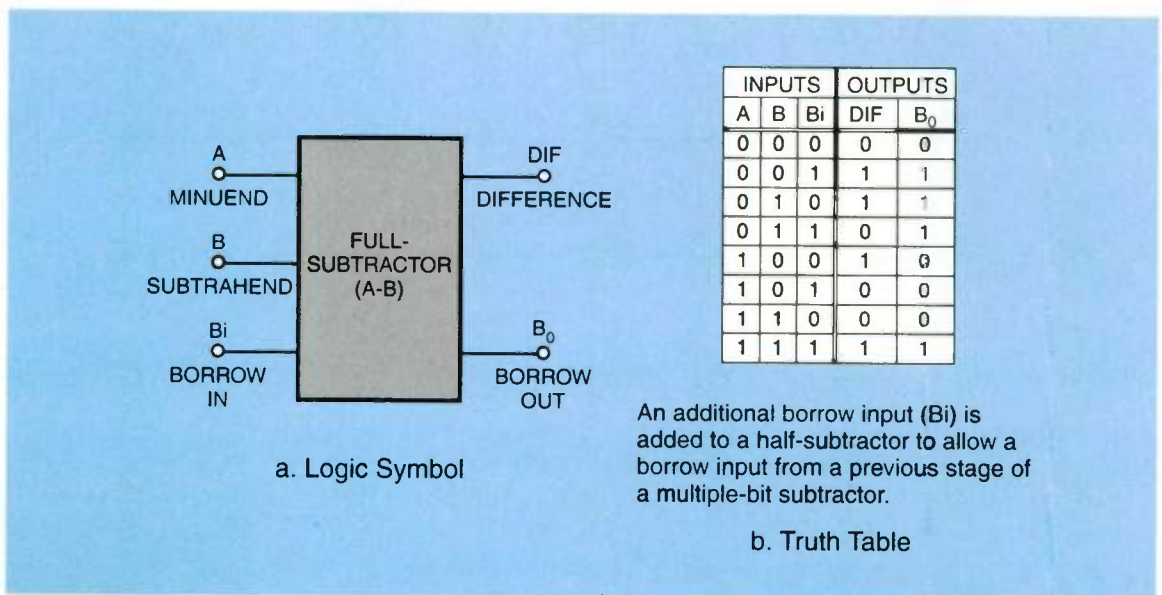 A
MINUEND
B
SUBTRAHEND
Bi
BORROW
IN
FULL-
SUBTRACTOR
(A-B)
DIF
DIFFERENCE
B₀
BORROW
OUT
a. Logic Symbol
INPUTS OUTPUTS
A B Bi DIF B₀
0 0 0 0 0
0 0 1 1 1
0 1 0 1 1
0 1 1 0 1
1 0 0 1 0
1 0 1 0 0
1 1 0 0 0
1 1 1 1 1
An additional borrow input (Bi) is
added to a half-subtractor to allow a
borrow input from a previous stage of
a multiple-bit subtractor.
b. Truth Table